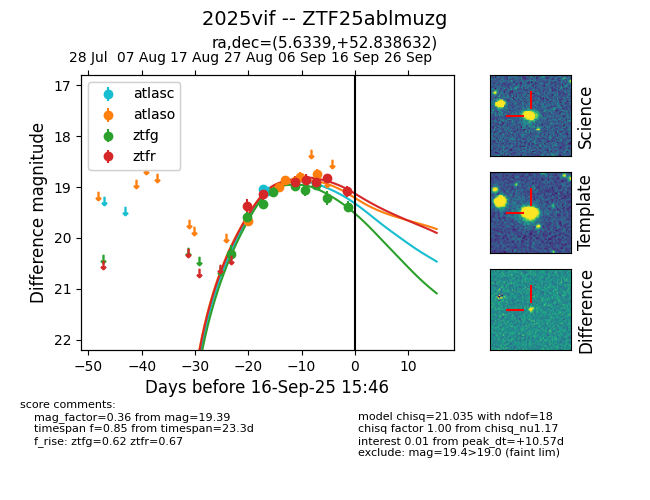 2025vif -- ZTF25ablmuzg
ra,dec=(5.6339,+52.838632)
28 Jul 07 Aug 17 Aug 27 Aug 06 Sep 16 Sep 26 Sep
17
18
19
20
21
22
Difference magnitude
atlasc
atlaso
ztfg
ztfr
−50 −40 −30 −20 −10 0 10
Days before 16-Sep-25 15:46
Science
Template
Difference
score comments:
mag_factor=0.36 from mag=19.39
timespan f=0.85 from timespan=23.3d
f_rise: ztfg=0.62 ztfr=0.67
model chisq=21.035 with ndof=18
chisq factor 1.00 from chisq_nu1.17
interest 0.01 from peak_dt=+10.57d
exclude: mag=19.4>19.0 (faint lim)